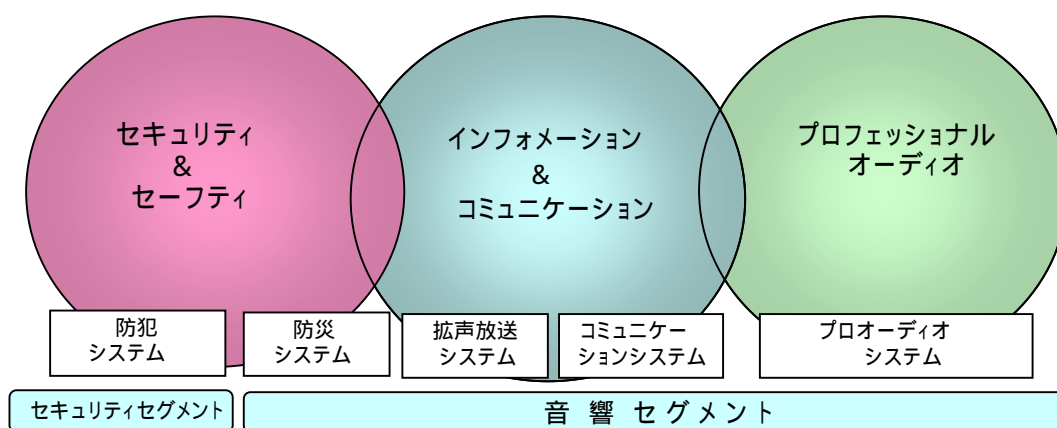 セキュリティ
&
セーフティ
インフォメーション
&
コミュニケーション
プロフェッショナル
オーディオ
防犯
システム
防災
システム
拡声放送
システム
コミュニケー
ションシステム
プロオーディオ
システム
セキュリティセグメント
音 響 セグメント